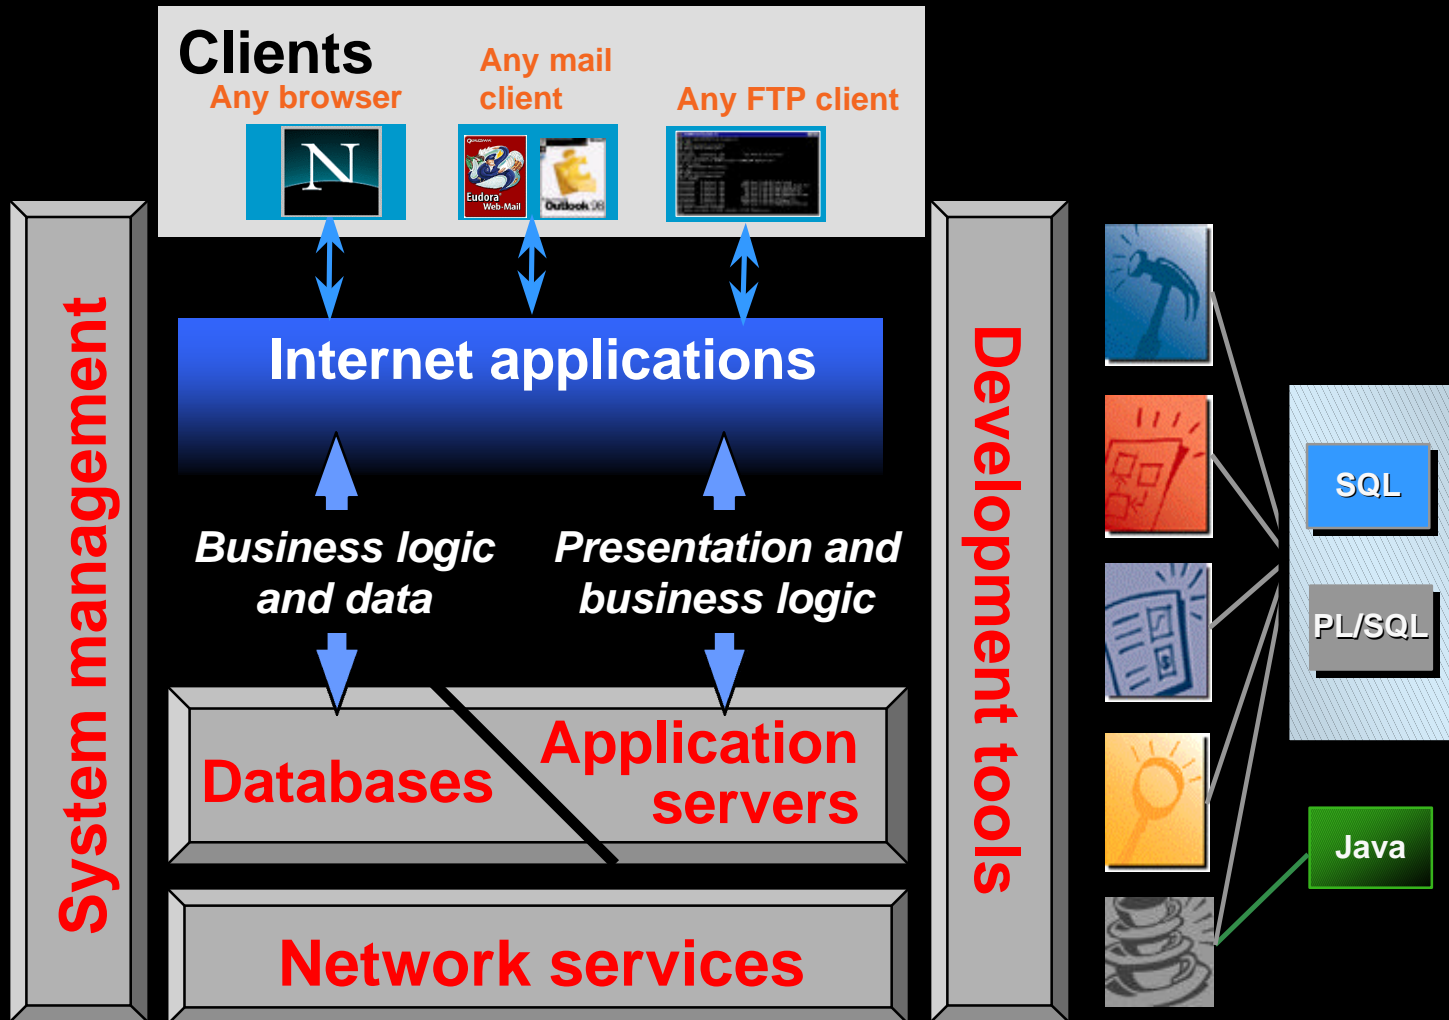 Clients
Any browser
Any mail
client
Any FTP client
N
QUALCOMM
Eudora
Web-Mail
Outlook 98
System management
Internet applications
Business logic
and data
Presentation and
business logic
Databases
Application
servers
Network services
Development tools
SQL
PL/SQL
Java